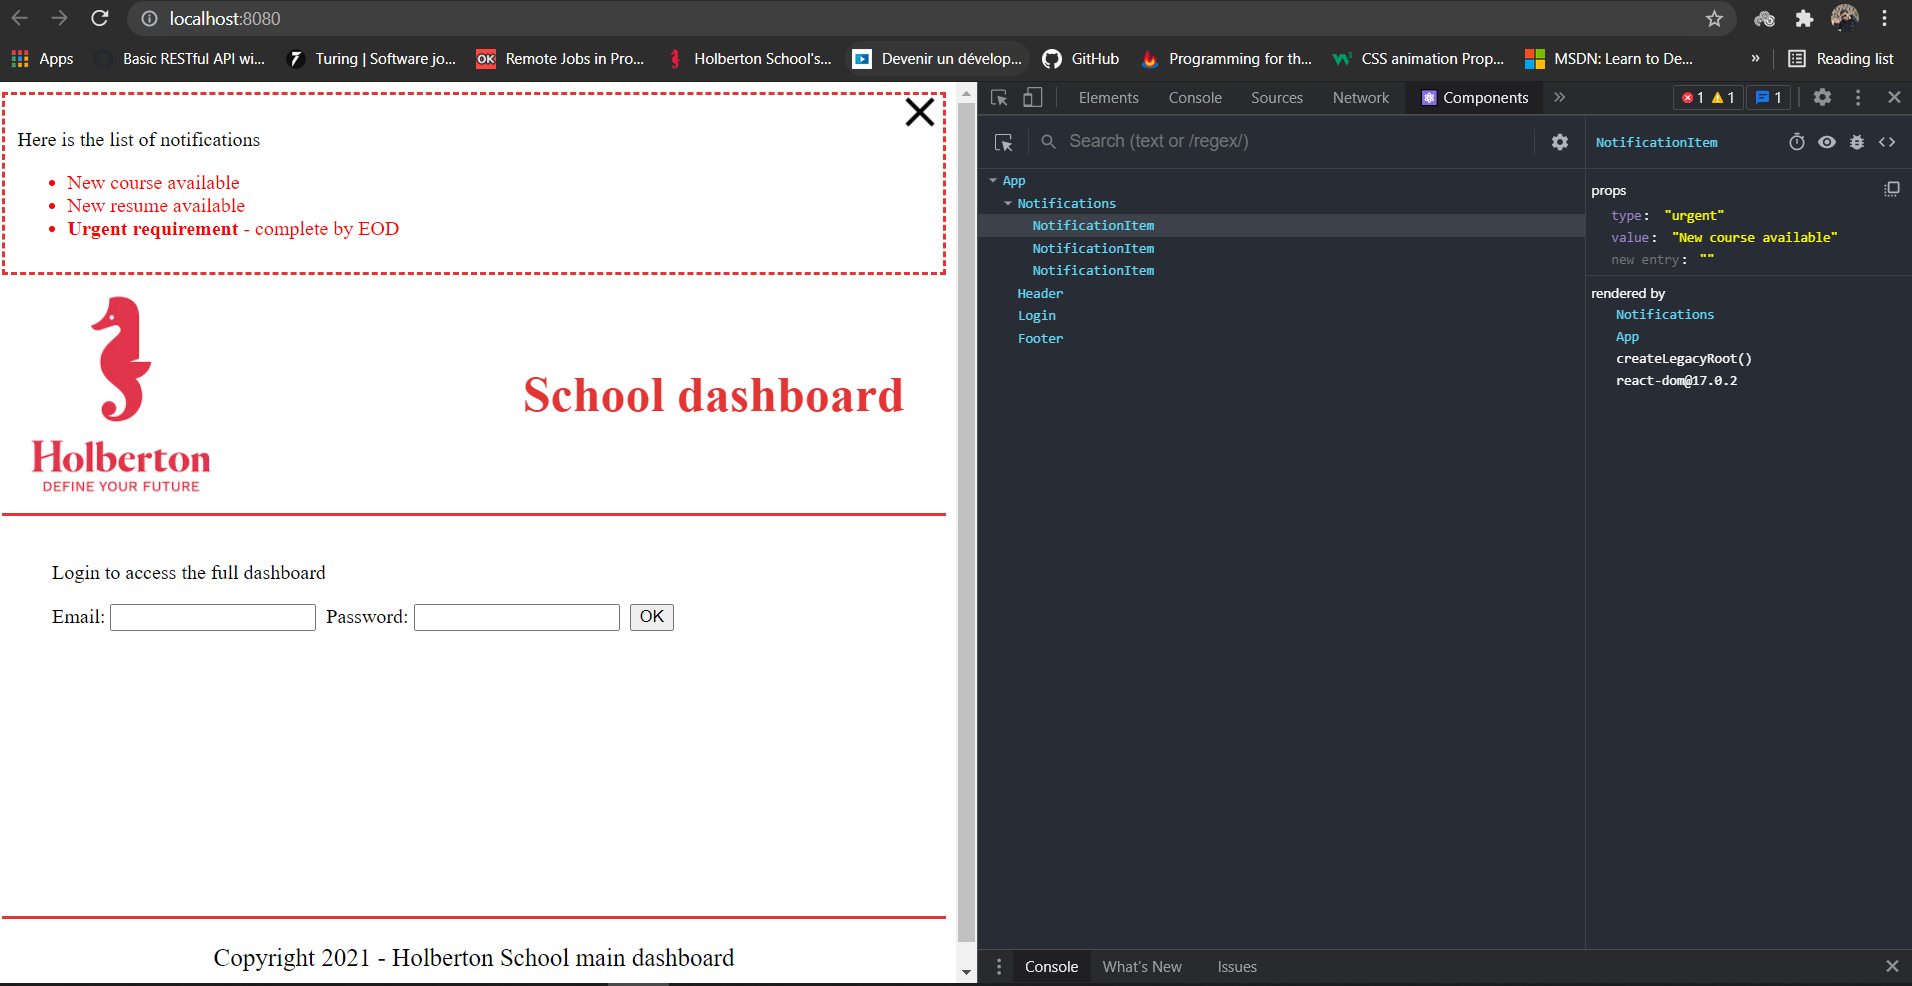 localhost:8080
Apps Basic RESTful API wi... Turing | Software jo... OK Remote Jobs in Pro... Holberton School's... Devenir un dévelop... GitHub Programming for th... CSS animation Prop... MSDN: Learn to De... » Reading list
Here is the list of notifications
New course available
New resume available
Urgent requirement - complete by EOD
Holberton
DEFINE YOUR FUTURE
School dashboard
Login to access the full dashboard
Email: Password: OK
Copyright 2021 - Holberton School main dashboard
Elements Console Sources Network Components » 1 1 1
Search (text or /regex/)
App
Notifications
NotificationItem
NotificationItem
NotificationItem
Header
Login
Footer
NotificationItem
props
type: "urgent"
value: "New course available"
new entry: ""
rendered by
Notifications
App
createLegacyRoot()
react-dom@17.0.2
Console What's New Issues